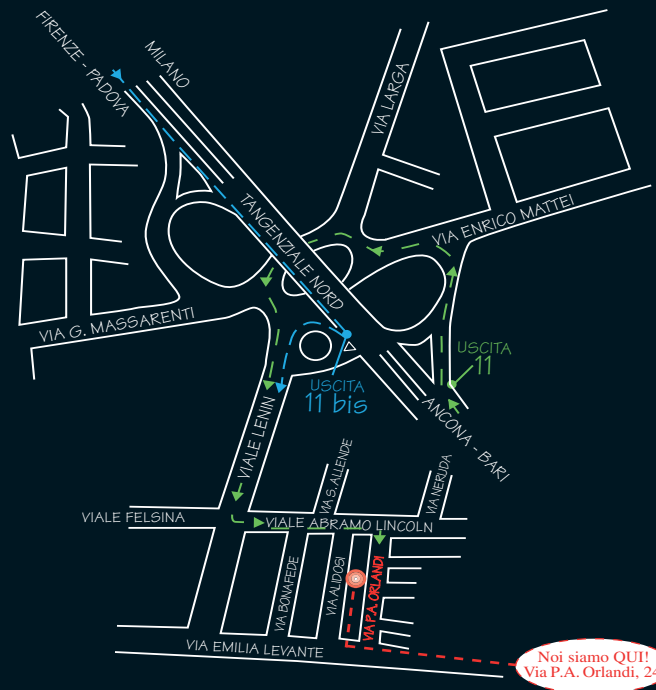 FIRENZE - PADOVA
MILANO
VIA LARGA
TANGENZIALE NORD
VIA ENRICO MATTEI
VIA G. MASSARENTI
USCITA
11
USCITA
11 bis
ANCONA - BARI
VIALE LENIN
VIA S. ALLENDE
VIA NERUDA
VIALE FELSINA
VIALE ABRAMO LINCOLN
VIA BONAFEDE
VIA ALIDOSI
VIA P.A. ORLANDI
VIA EMILIA LEVANTE
Noi siamo QUI!
Via P.A. Orlandi, 24